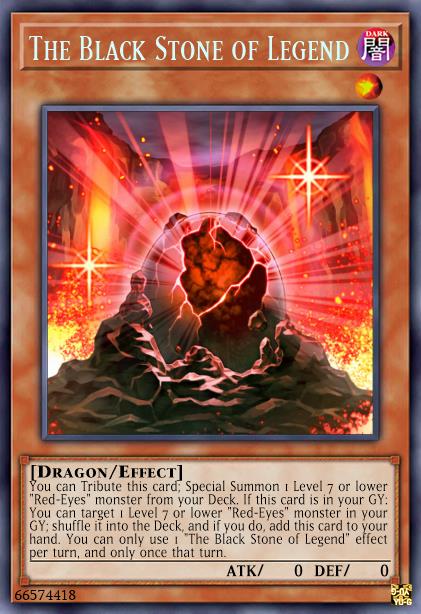 THE BLACK STONE OF LEGEND
DARK
闇
[DRAGON/EFFECT]
You can Tribute this card; Special Summon 1 Level 7 or lower
"Red-Eyes" monster from your Deck. If this card is in your GY:
You can target 1 Level 7 or lower "Red-Eyes" monster in your
GY; shuffle it into the Deck, and if you do, add this card to your
hand. You can only use 1 "The Black Stone of Legend" effect
per turn, and only once that turn.
ATK/ 0 DEF/ 0
66574418